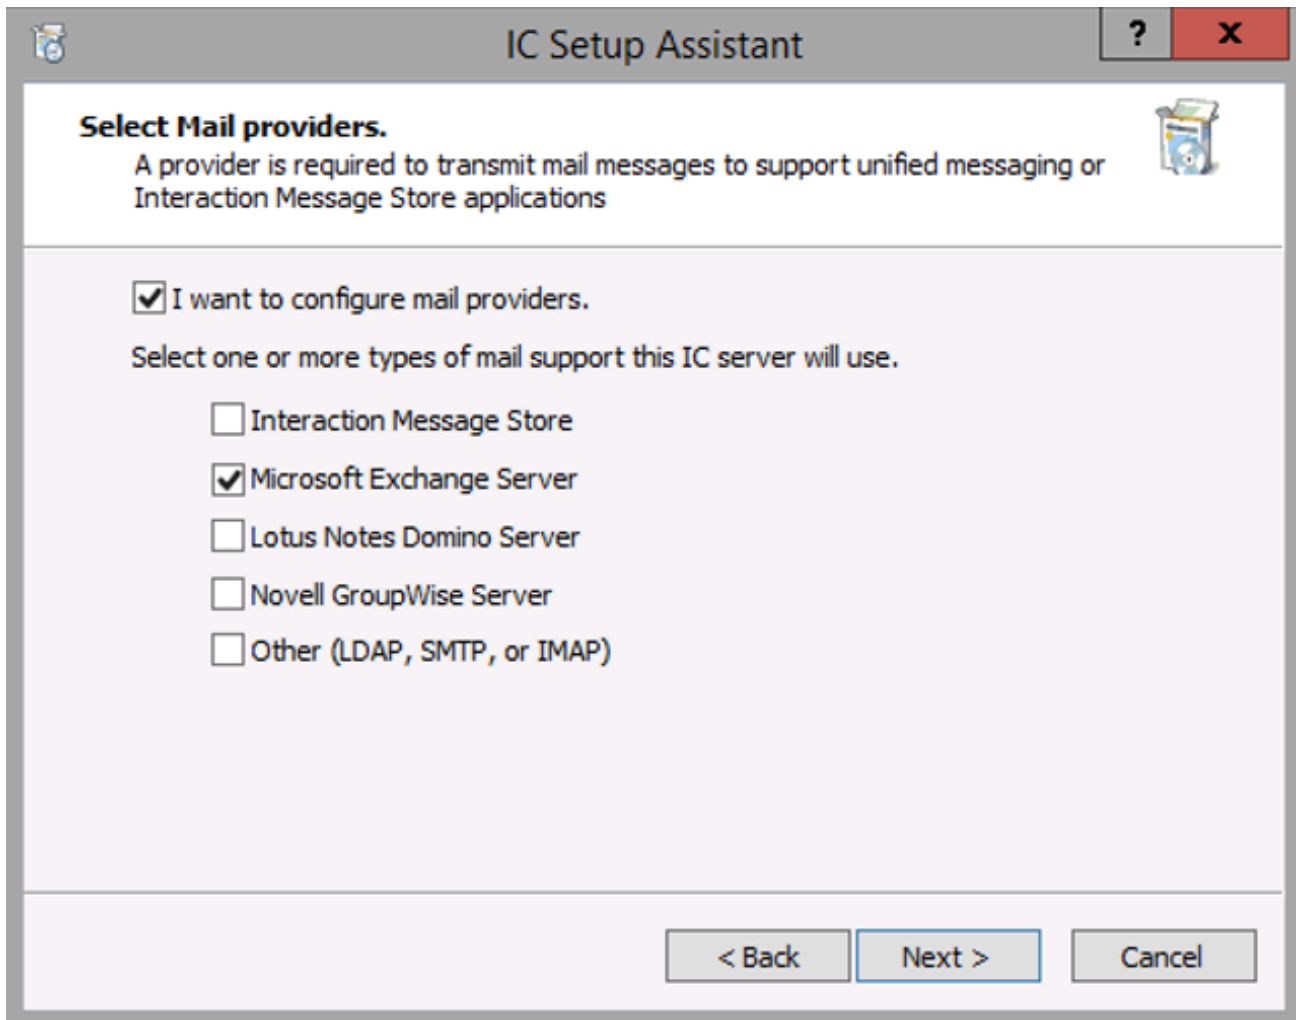 IC Setup Assistant
? x
Select Mail providers.
A provider is required to transmit mail messages to support unified messaging or
Interaction Message Store applications
I want to configure mail providers.
Select one or more types of mail support this IC server will use.
Interaction Message Store
Microsoft Exchange Server
Lotus Notes Domino Server
Novell GroupWise Server
Other (LDAP, SMTP, or IMAP)
< Back Next > Cancel